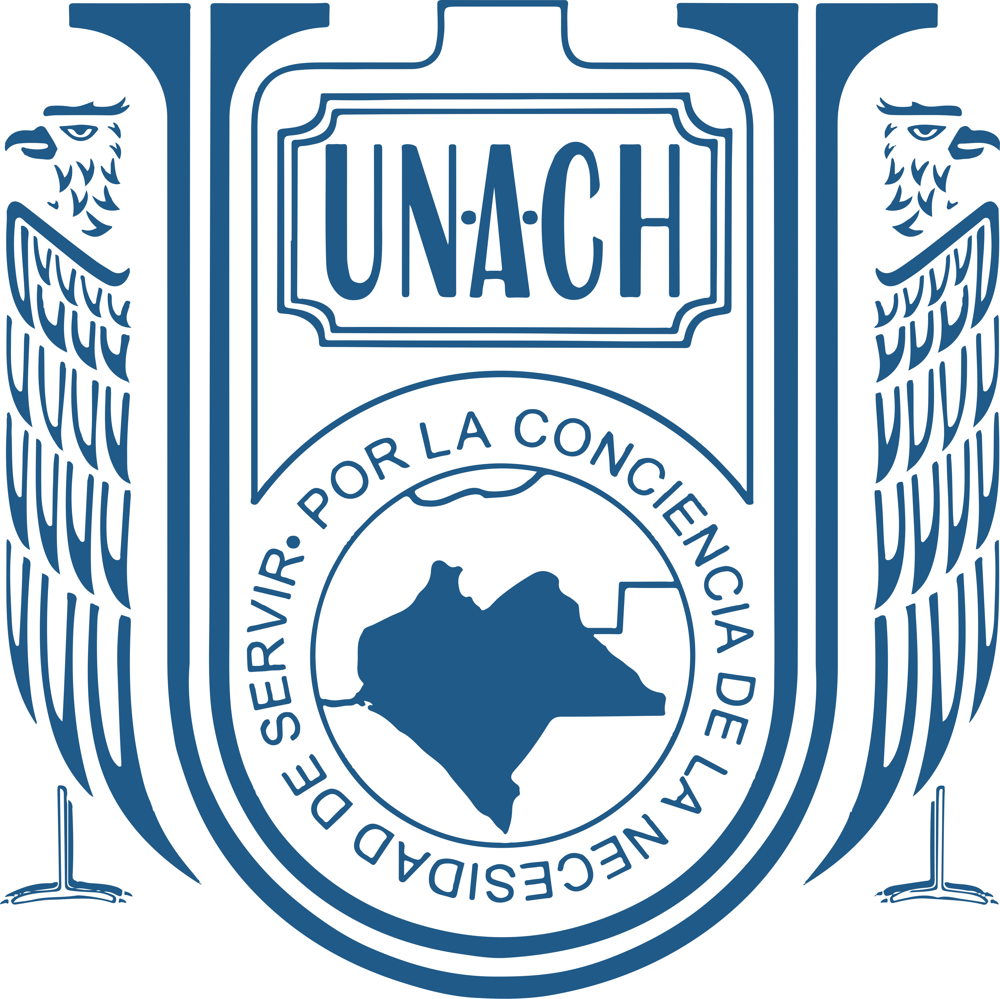 UNACH
POR LA CONCIENCIA DE LA NECESIDAD DE SERVIR.